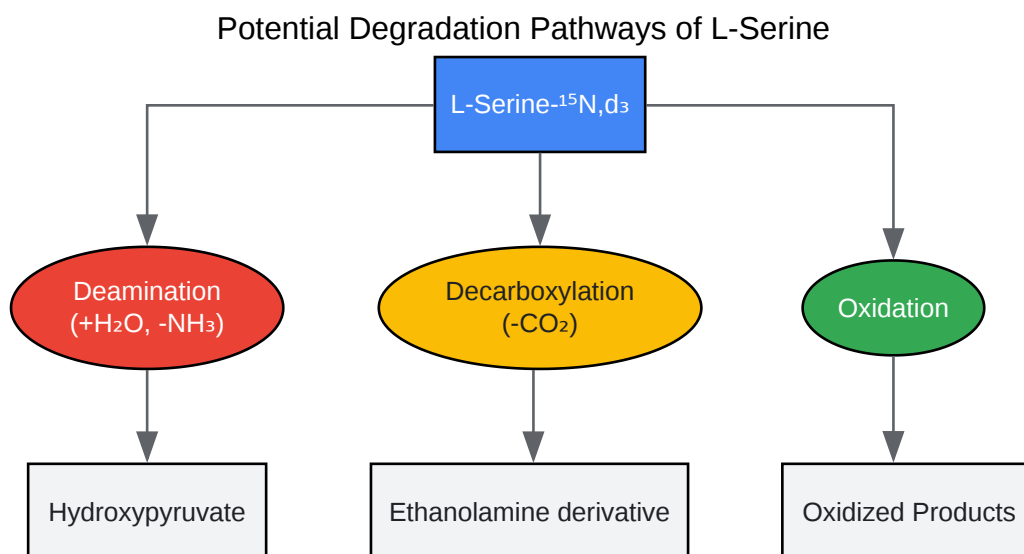 Potential Degradation Pathways of L-Serine
L-Serine-¹⁵N,d₃
Deamination
(+H₂O, -NH₃)
Decarboxylation
(-CO₂)
Oxidation
Hydroxypyruvate
Ethanolamine derivative
Oxidized Products